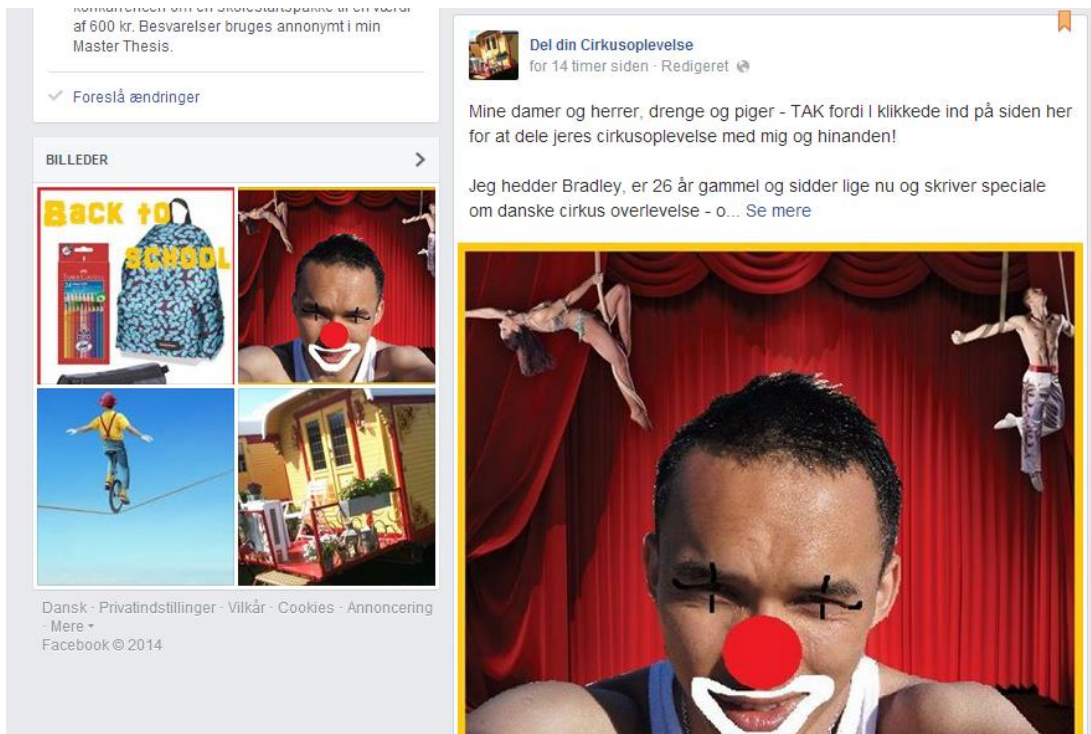 konkurrencen om en skolestartspakke til en værdi
af 600 kr. Besvarelser bruges annonymt i min
Master Thesis.
Foreslå ændringer
BILLEDER
BacK to
SCHOOL
Dansk · Privatindstillinger · Vilkår · Cookies · Annoncering
· Mere
Facebook © 2014
Del din Cirkusoplevelse
for 14 timer siden · Redigeret
Mine damer og herrer, drenge og piger - TAK fordi I klikkede ind på siden her
for at dele jeres cirkusoplevelse med mig og hinanden!
Jeg hedder Bradley, er 26 år gammel og sidder lige nu og skriver speciale
om danske cirkus overlevelse - o... Se mere